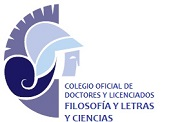 COLEGIO OFICIAL DE
DOCTORES Y LICENCIADOS
FILOSOFÍA Y LETRAS
Y CIENCIAS